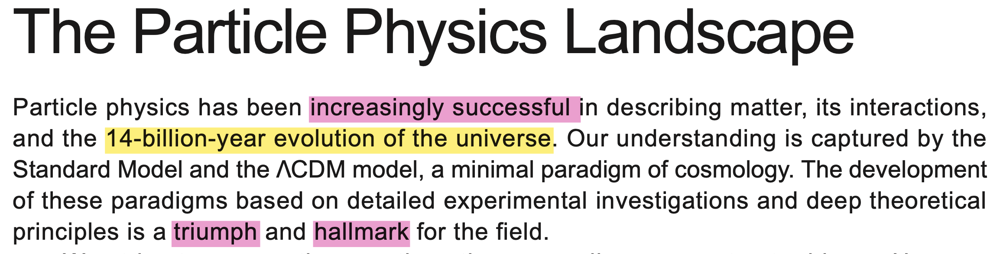 The Particle Physics Landscape
Particle physics has been increasingly successful in describing matter, its interactions,
and the 14-billion-year evolution of the universe. Our understanding is captured by the
Standard Model and the ΛCDM model, a minimal paradigm of cosmology. The development
of these paradigms based on detailed experimental investigations and deep theoretical
principles is a triumph and hallmark for the field.